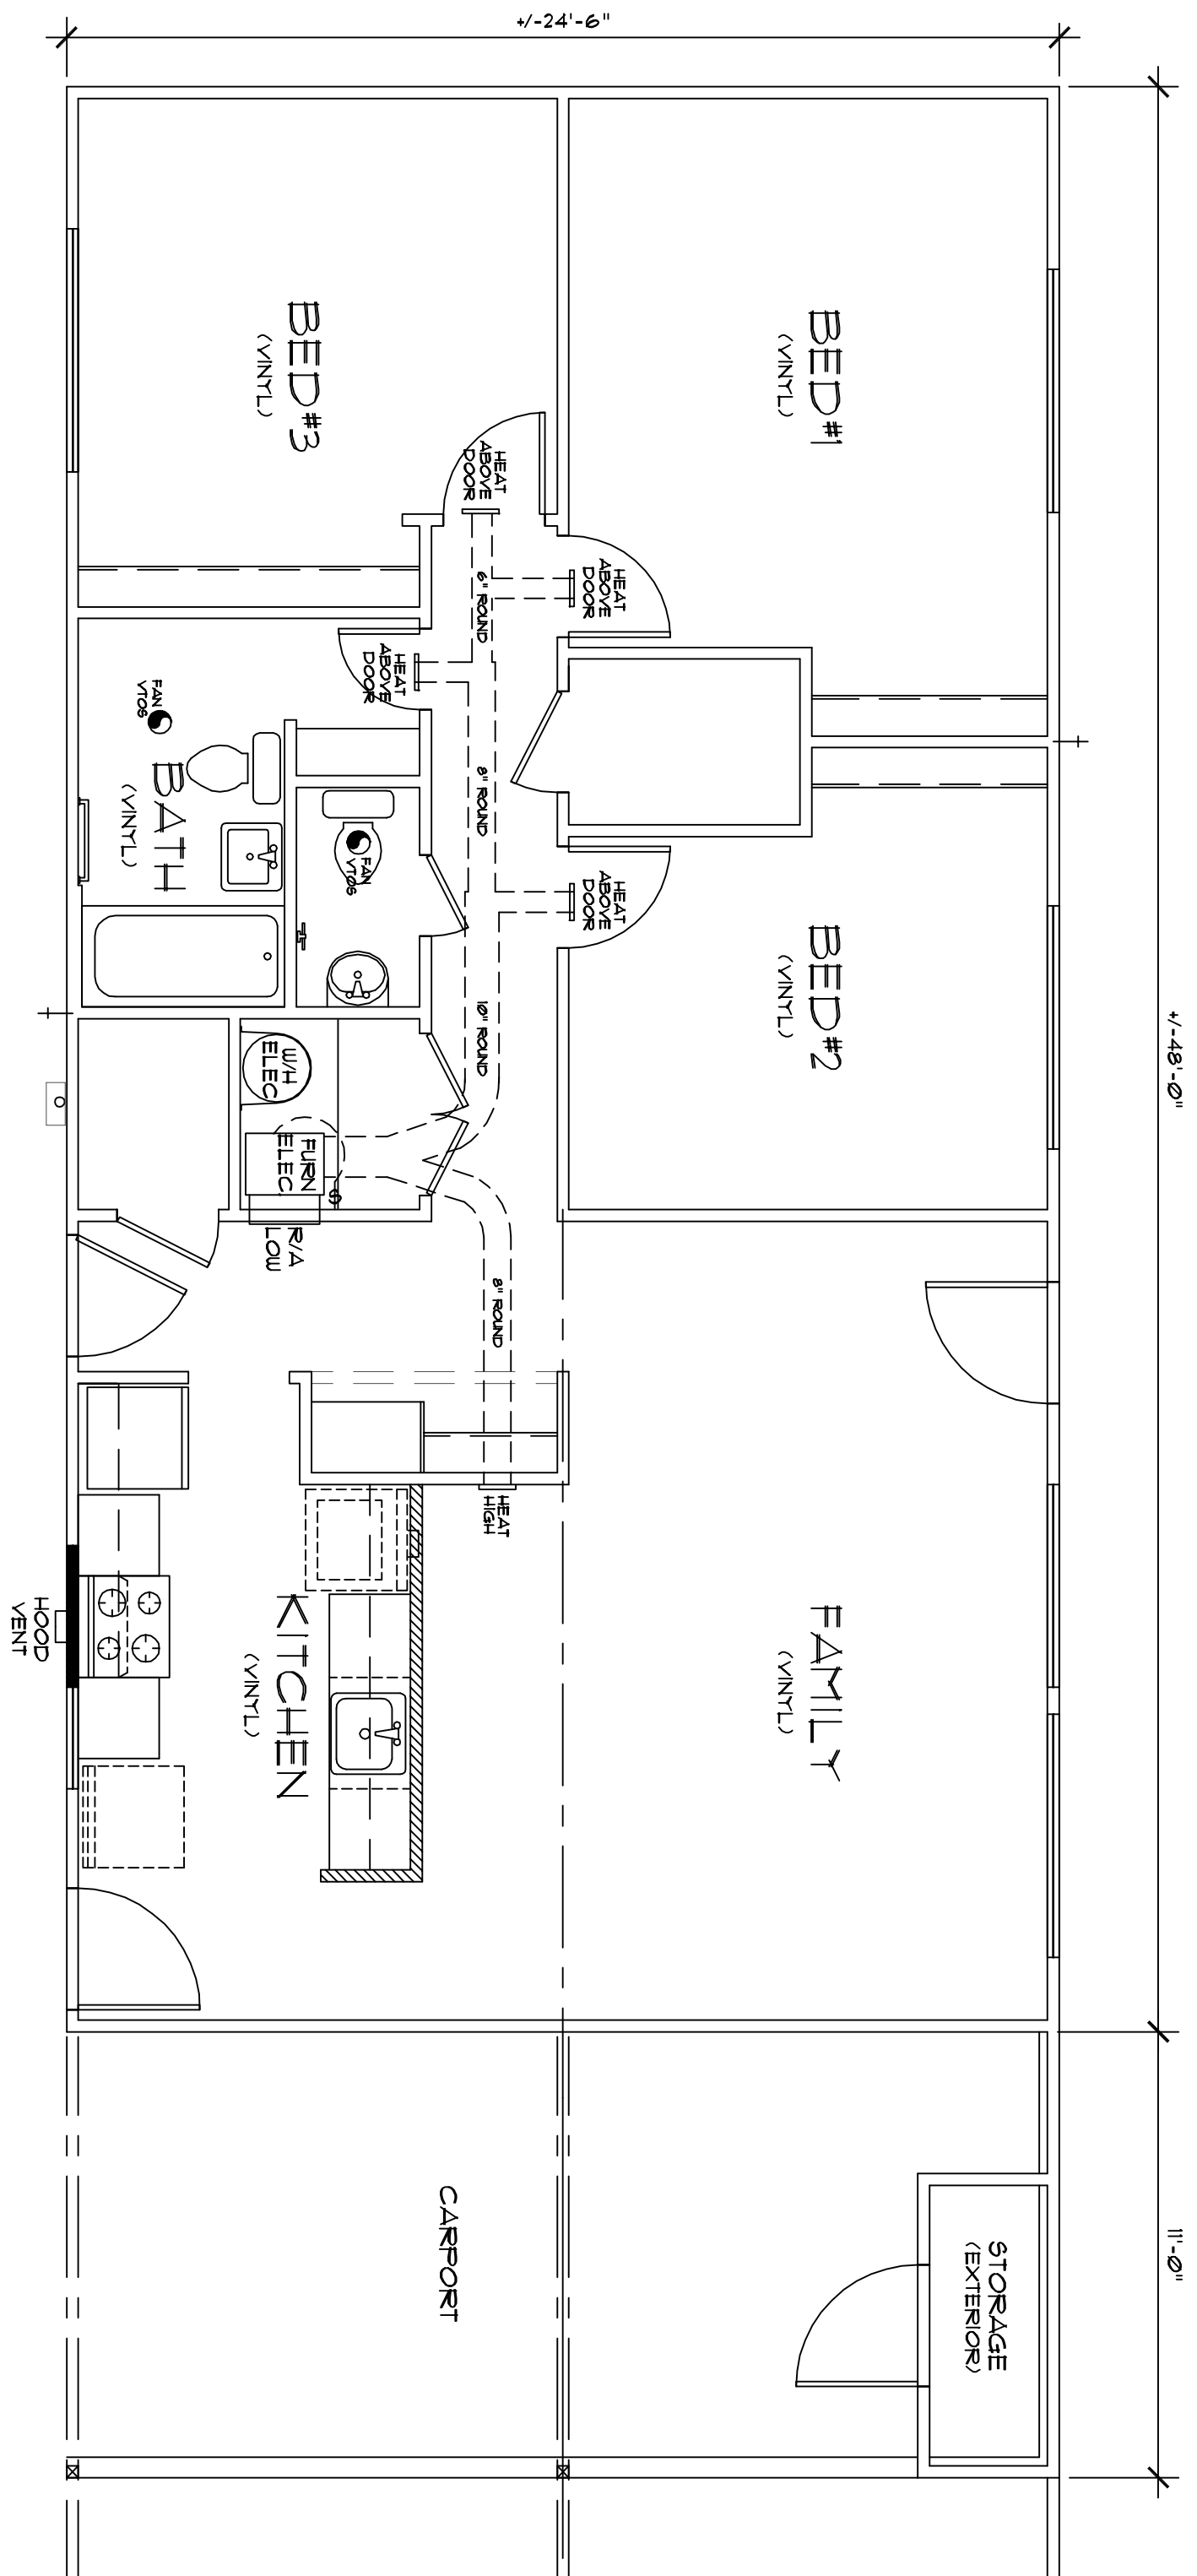 +/-24'-6"
+/-48'-0"
11'-0"
BED #1
(VINYL)
BED #2
(VINYL)
FAMILY
(VINYL)
STORAGE
(EXTERIOR)
HEAT
ABOVE
DOOR
HEAT
ABOVE
DOOR
HEAT
ABOVE
DOOR
6" ROUND
8" ROUND
10" ROUND
8" ROUND
HEAT
HIGH
CARPORT
HEAT
ABOVE
DOOR
BED #3
(VINYL)
FAN
VTOS
FAN
VTOS
BATH
(VINYL)
W/H
ELEC
FURN
ELEC.
S
R/A
LOW
KITCHEN
(VINYL)
HOOD
VENT